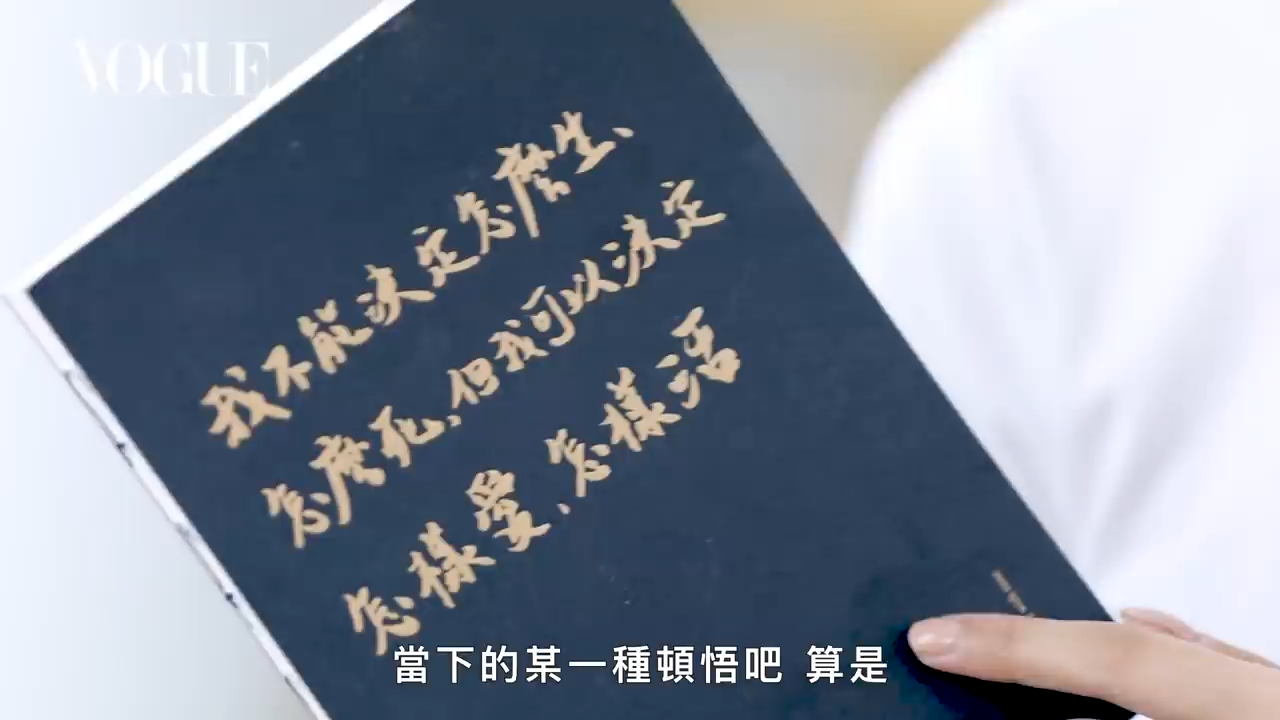 VOGUE
我不能決定怎麼生、
怎麼死,但我可以決定
怎樣愛、怎樣活
當下的某一種頓悟吧 算是